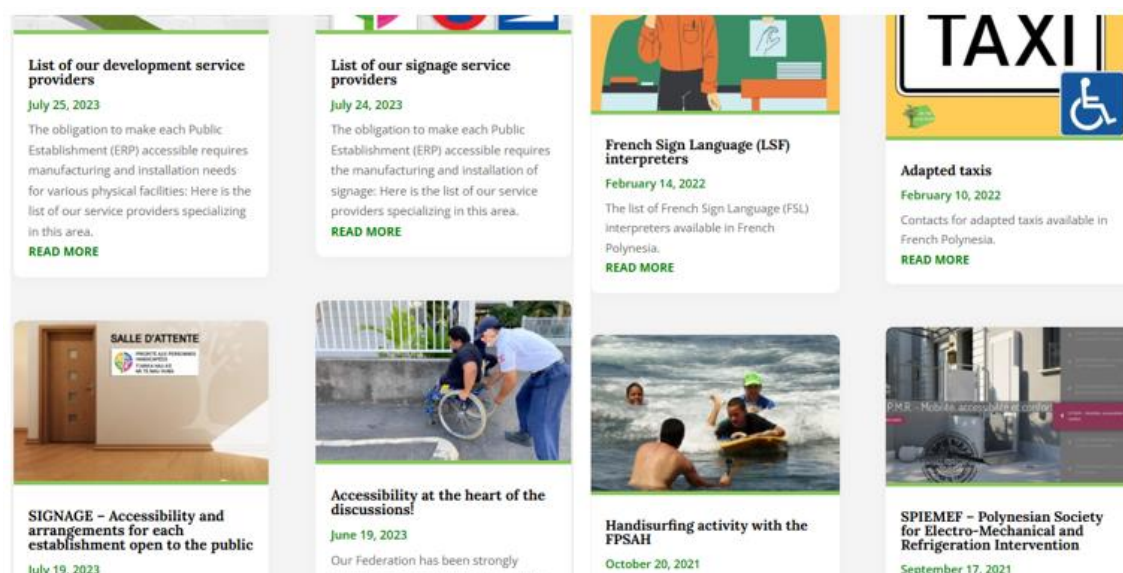 List of our development service
providers
July 25, 2023
The obligation to make each Public
Establishment (ERP) accessible requires
manufacturing and installation needs
for various physical facilities: Here is the
list of our service providers specializing
in this area.
READ MORE
List of our signage service
providers
July 24, 2023
The obligation to make each Public
Establishment (ERP) accessible requires
the manufacturing and installation of
signage: Here is the list of our service
providers specializing in this area.
READ MORE
French Sign Language (LSF)
interpreters
February 14, 2022
The list of French Sign Language (FSL)
interpreters available in French
Polynesia.
READ MORE
TAXI
Adapted taxis
February 10, 2022
Contacts for adapted taxis available in
French Polynesia.
READ MORE
SALLE D'ATTENTE
PRIORITÉ AUX PERSONNES
HANDICAPÉES
SIGNAGE – Accessibility and
arrangements for each
establishment open to the public
July 19, 2023
Accessibility at the heart of the
discussions!
June 19, 2023
Our Federation has been strongly
Handisurfing activity with the
FPSAH
October 20, 2021
P.M.R. - Mobilité, accessibilité et confort
SPIEMEF – Polynesian Society
for Electro-Mechanical and
Refrigeration Intervention
September 17, 2021